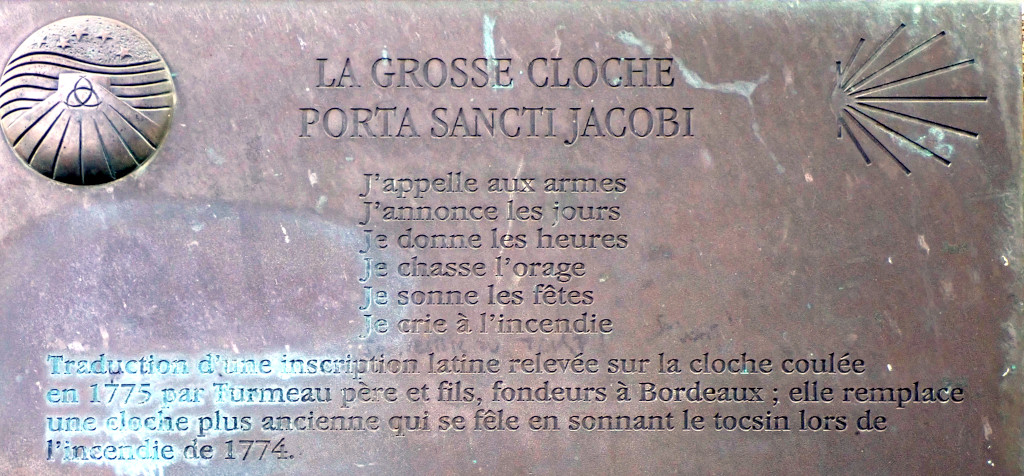 LA GROSSE CLOCHE
PORTA SANCTI JACOBI
J'appelle aux armes
J'annonce les jours
Je donne les heures
Je chasse l'orage
Je sonne les fêtes
Je crie à l'incendie
Traduction d'une inscription latine relevée sur la cloche coulée
en 1775 par Turmeau père et fils, fondeurs à Bordeaux ; elle remplace
une cloche plus ancienne qui se fêle en sonnant le tocsin lors de
l'incendie de 1774.